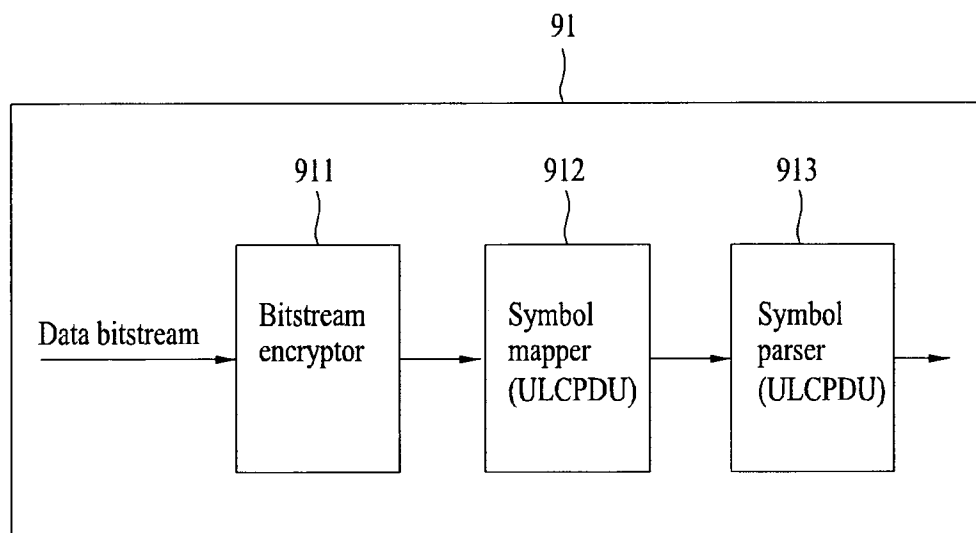 91
911
912
913
Data bitstream
Bitstream
encryptor
Symbol
mapper
(ULCPDU)
Symbol
parser
(ULCPDU)